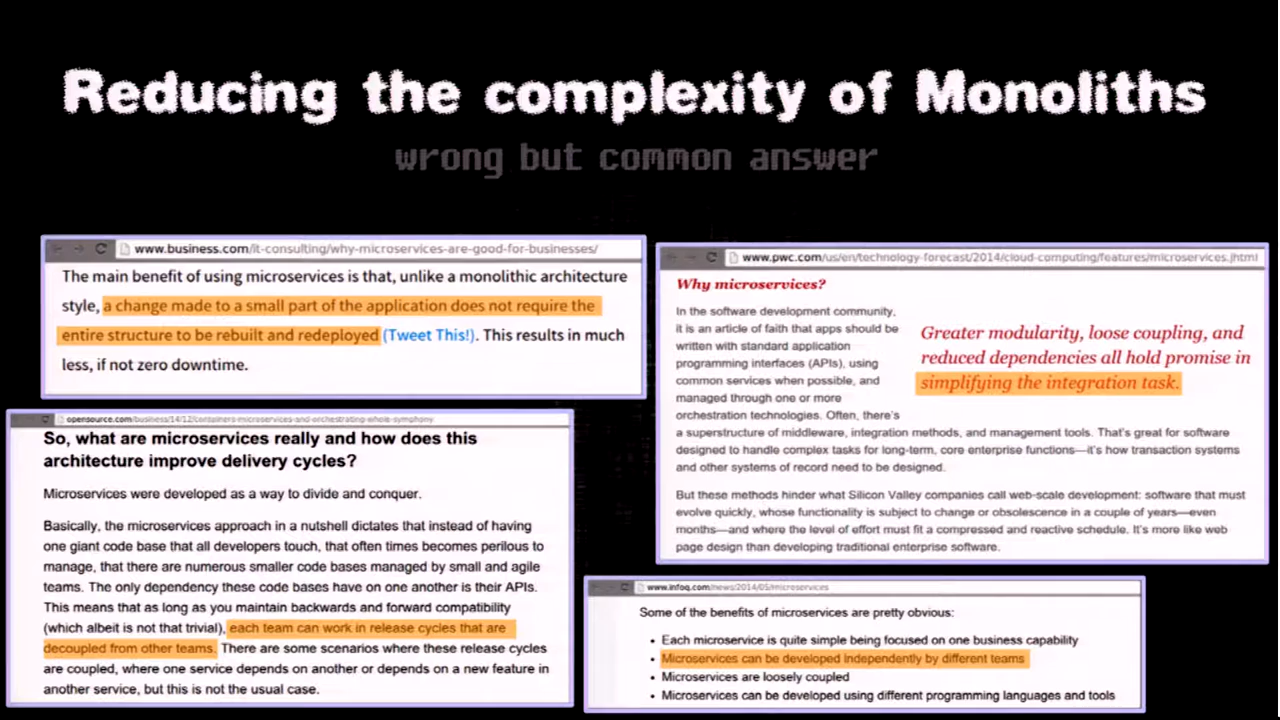 Reducing the complexity of Monoliths
wrong but common answer
www.business.com/it-consulting/why-microservices-are-good-for-businesses/
The main benefit of using microservices is that, unlike a monolithic architecture
style, a change made to a small part of the application does not require the
entire structure to be rebuilt and redeployed (Tweet This!). This results in much
less, if not zero downtime.
www.pwc.com/us/en/technology-forecast/2014/cloud-computing/features/microservices.jhtml
Why microservices?
In the software development community,
it is an article of faith that apps should be
written with standard application
programming interfaces (APIs), using
common services when possible, and
managed through one or more
orchestration technologies. Often, there's
a superstructure of middleware, integration methods, and management tools. That's great for software
designed to handle complex tasks for long-term, core enterprise functions—it's how transaction systems
and other systems of record need to be designed.
Greater modularity, loose coupling, and
reduced dependencies all hold promise in
simplifying the integration task.
But these methods hinder what Silicon Valley companies call web-scale development: software that must
evolve quickly, whose functionality is subject to change or obsolescence in a couple of years—even
months—and where the level of effort must fit a compressed and reactive schedule. It's more like web
page design than developing traditional enterprise software.
opensource.com/business/14/12/containers-microservices-and-orchestrating-whole-symphony
So, what are microservices really and how does this
architecture improve delivery cycles?
Microservices were developed as a way to divide and conquer.
Basically, the microservices approach in a nutshell dictates that instead of having
one giant code base that all developers touch, that often times becomes perilous to
manage, that there are numerous smaller code bases managed by small and agile
teams. The only dependency these code bases have on one another is their APIs.
This means that as long as you maintain backwards and forward compatibility
(which albeit is not that trivial), each team can work in release cycles that are
decoupled from other teams. There are some scenarios where these release cycles
are coupled, where one service depends on another or depends on a new feature in
another service, but this is not the usual case.
www.infoq.com/news/2014/05/microservices
Some of the benefits of microservices are pretty obvious:
• Each microservice is quite simple being focused on one business capability
• Microservices can be developed independently by different teams
• Microservices are loosely coupled
• Microservices can be developed using different programming languages and tools